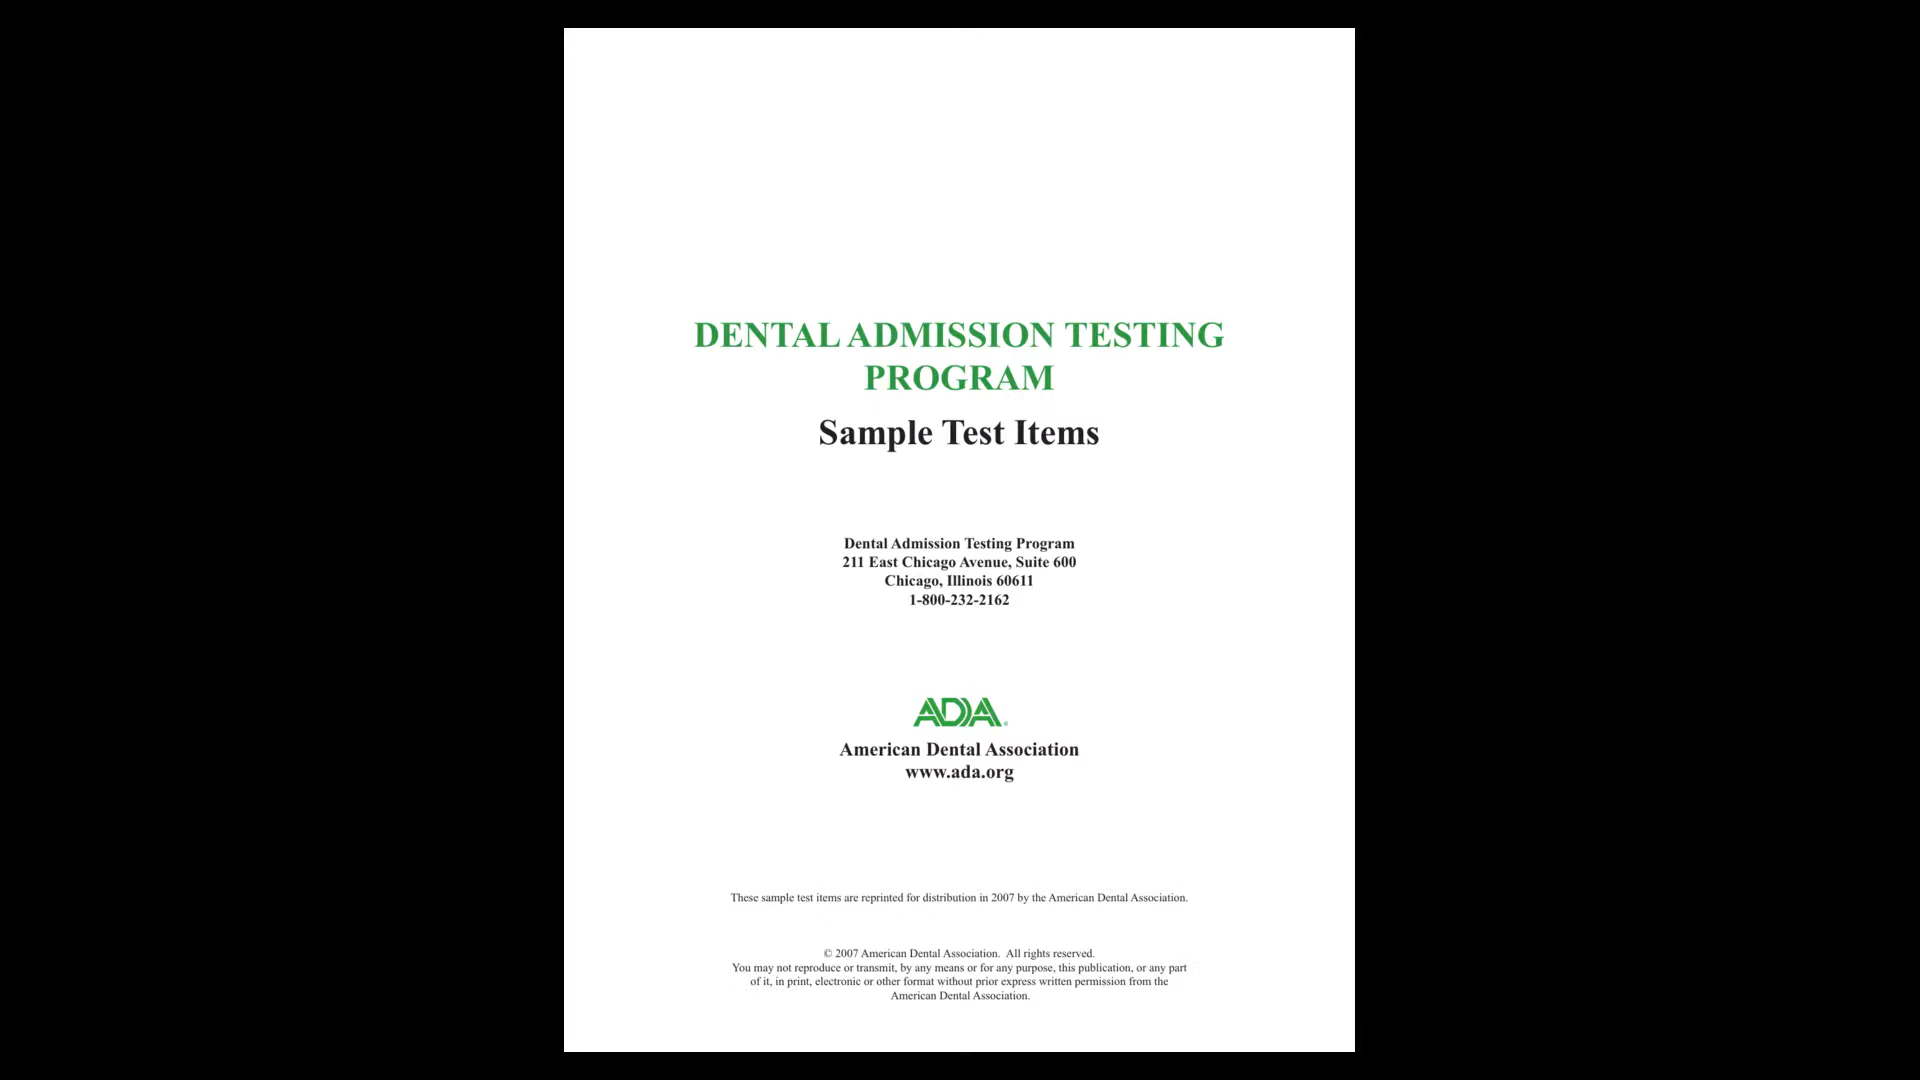 DENTAL ADMISSION TESTING
PROGRAM
Sample Test Items
Dental Admission Testing Program
211 East Chicago Avenue, Suite 600
Chicago, Illinois 60611
1-800-232-2162
ADA®
American Dental Association
www.ada.org
These sample test items are reprinted for distribution in 2007 by the American Dental Association.
© 2007 American Dental Association. All rights reserved.
You may not reproduce or transmit, by any means or for any purpose, this publication, or any part
of it, in print, electronic or other format without prior express written permission from the
American Dental Association.